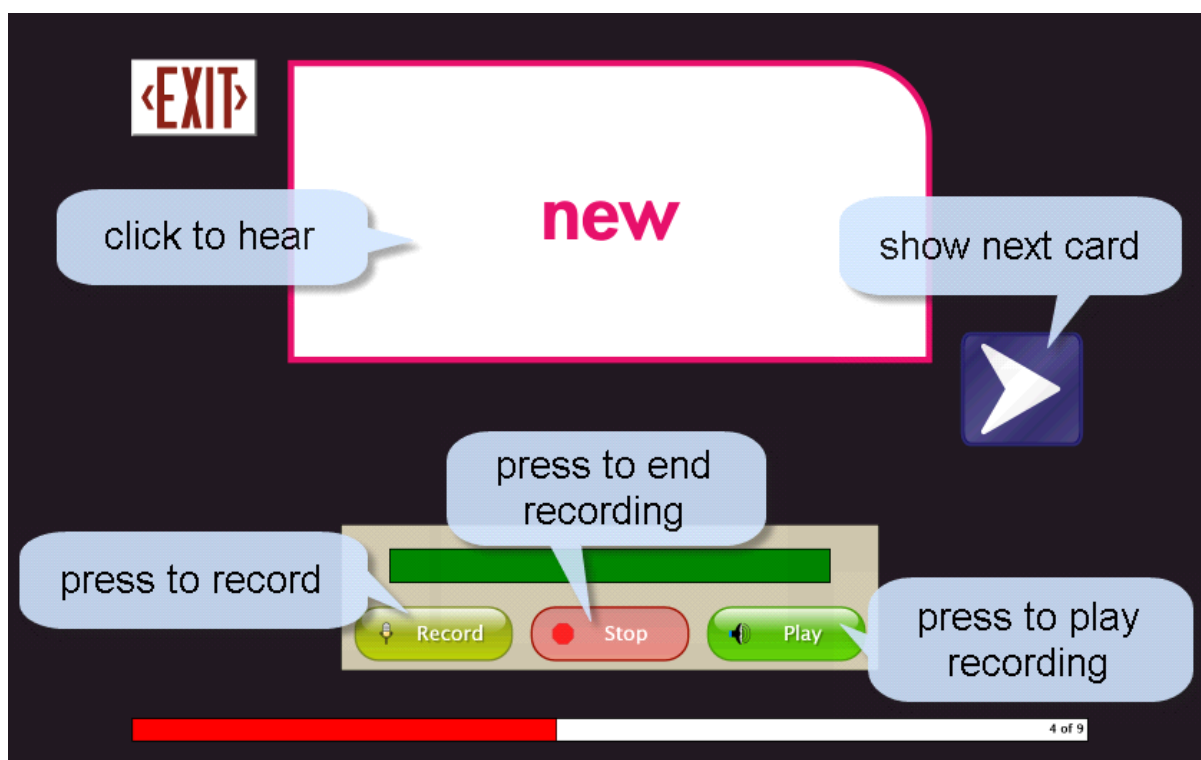 <EXIT>
new
click to hear
show next card
press to end
recording
press to record
Record
Stop
Play
press to play
recording
4 of 9